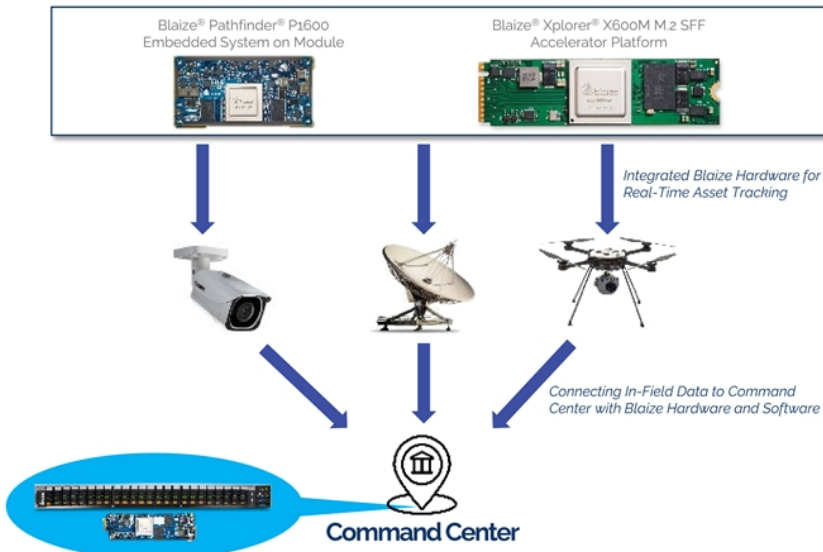 Blaize® Pathfinder® P1600
Embedded System on Module
Blaize® Xplorer® X600M M.2 SFF
Accelerator Platform
Integrated Blaize Hardware for
Real-Time Asset Tracking
Connecting In-Field Data to Command
Center with Blaize Hardware and Software
Command Center